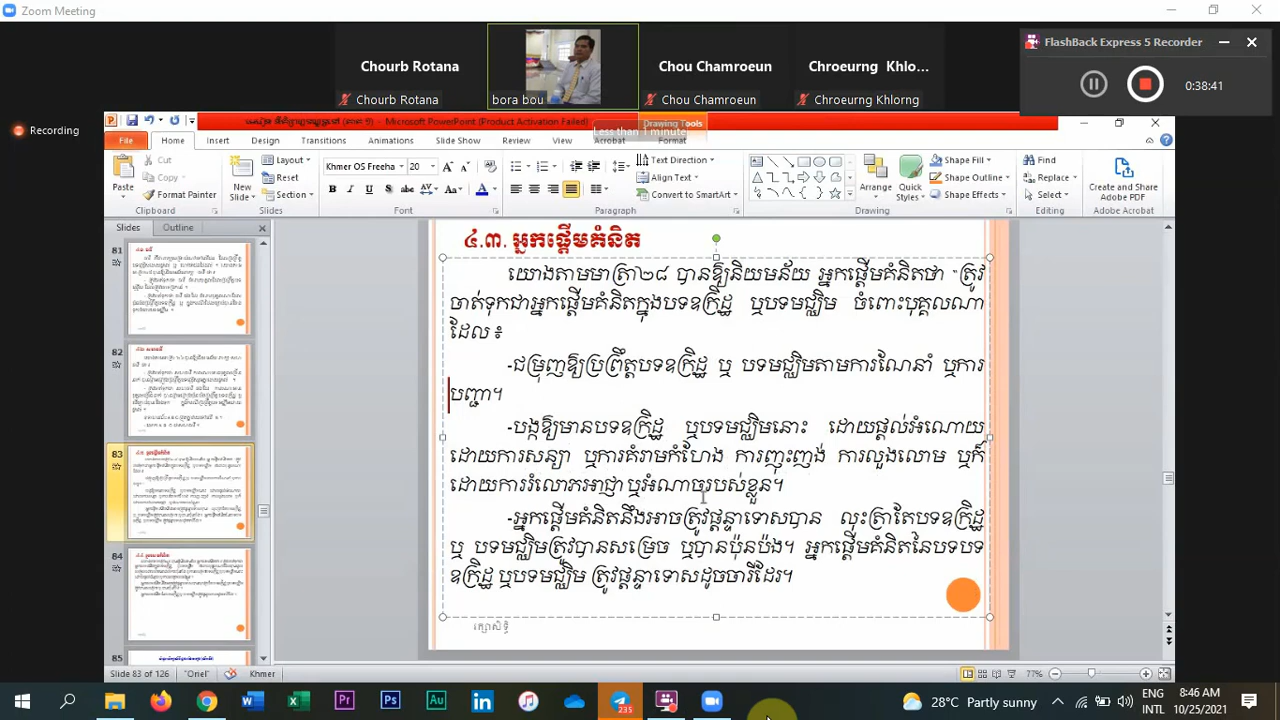 Zoom Meeting
Chourb Rotana
Chourb Rotana
bora bou
Chou Chamroeun
Chou Chamroeun
Chroeurng Khlo...
Chroeurng Khlorng
FlashBack Express 5 Recorder
0:38:41
Recording
Microsoft PowerPoint (Product Activation Failed)
Drawing Tools
Less than 1 minute
File Home Insert Design Transitions Animations Slide Show Review View Acrobat Format
Paste
Cut
Copy
Format Painter
Clipboard
New Slide
Layout
Reset
Section
Slides
Khmer OS Freeha 20
Font
Text Direction
Align Text
Convert to SmartArt
Paragraph
Arrange
Quick Styles
Shape Fill
Shape Outline
Shape Effects
Drawing
Find
Replace
Select
Editing
Create and Share Adobe PDF
Adobe Acrobat
Slides Outline
81
82
83
84
85
៤.៣. អ្នកផ្តើមគំនិត
យោងតាមមាត្រា២៨ បានឱ្យនិយមន័យ អ្នកផ្តើមគំនិតថា “ត្រូវ
ចាត់ទុកជាអ្នកផ្តើមគំនិតក្នុងបទឧក្រិដ្ឋ ឬបទមជ្ឈិម ចំពោះបុគ្គលណា
ដែល ៖
-ជម្រុញឱ្យប្រព្រឹត្តបទឧក្រិដ្ឋ ឬ បទមជ្ឈិមតាមការណែនាំ ឬការ
បញ្ជា។
-បង្កឱ្យមានបទឧក្រិដ្ឋ ឬបទមជ្ឈិមនោះ ដោយផ្តល់អំណោយ
ដោយការសន្យា ឬការគំរាមកំហែង ការញុះញង់ ការលួងលោម ឬក៏
ដោយការរំលោភអាជ្ញាឬអំណាចរបស់ខ្លួន។
-អ្នកផ្តើមគំនិតនឹងអាចត្រូវផ្តន្ទាទោសបាន លុះត្រាតែបទឧក្រិដ្ឋ
ឬ បទមជ្ឈិមត្រូវបានសម្រេច ឬបានប៉ុនប៉ង។ អ្នកផ្តើមគំនិតនៃបទបទ
ឧក្រិដ្ឋ ឬបទមជ្ឈិម ត្រូវផ្តន្ទាទោសដូចចារីដែរ។
រក្សាសិទ្ធិ
Slide 83 of 126 "Oriel" Khmer 77%
235
28°C Partly sunny
ENG
INTL
8:46 AM
10/25/2021